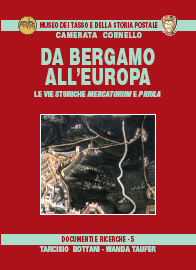 MUSEO DEI TASSO E DELLA STORIA POSTALE
CAMERATA CORNELLO
DA BERGAMO
ALL'EUROPA
LE VIE STORICHE MERCATORUM E PRIULA
DOCUMENTI E RICERCHE - 5
TARCISIO BOTTANI - WANDA TAUFER